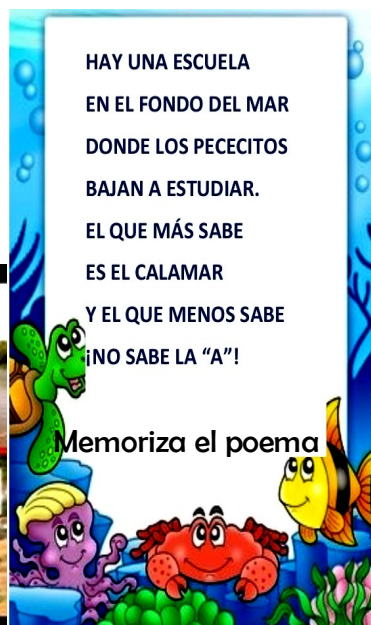 HAY UNA ESCUELA
EN EL FONDO DEL MAR
DONDE LOS PECECITOS
BAJAN A ESTUDIAR.
EL QUE MÁS SABE
ES EL CALAMAR
Y EL QUE MENOS SABE
¡NO SABE LA “A”!
Memoriza el poema